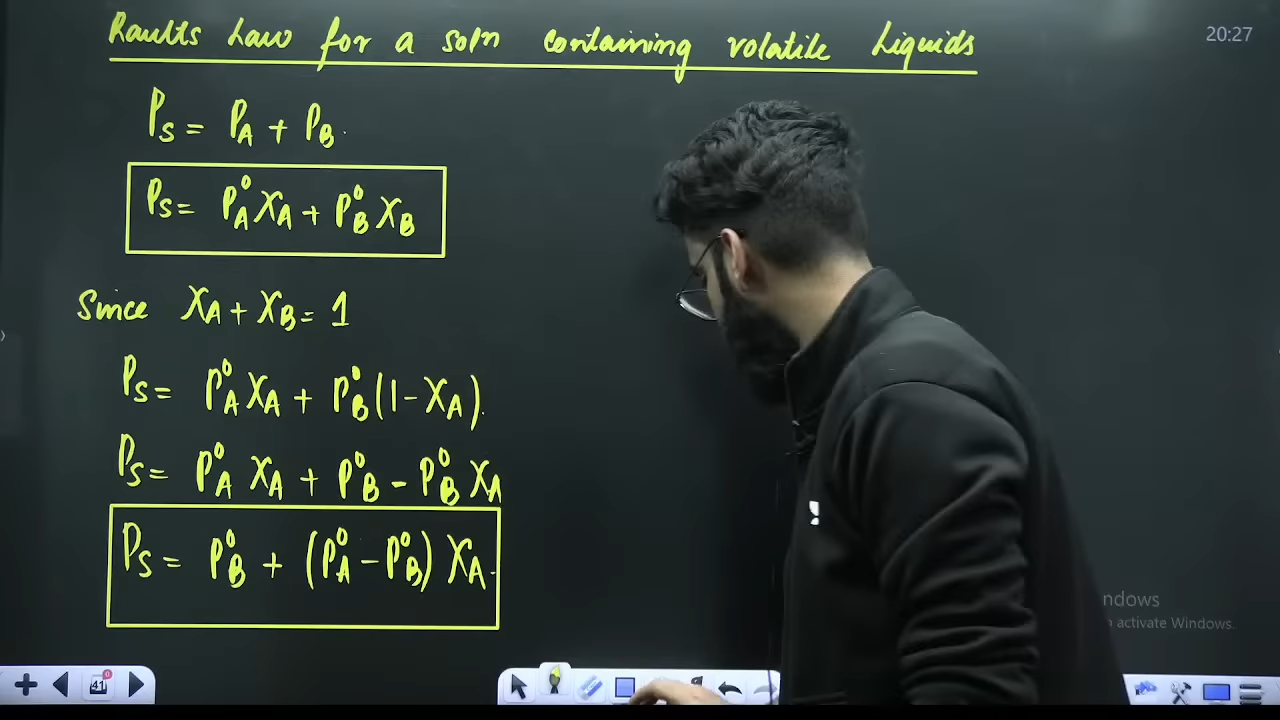 Raults Law for a soln containing volatile Liquids
20:27
Ps = PA + PB.
Ps = P°A XA + P°B XB
Since XA + XB = 1
Ps = P°A XA + P°B (1 - XA).
Ps = P°A XA + P°B - P°B XA
Ps = P°B + (P°A - P°B) XA.
ndows
activate Windows.
41